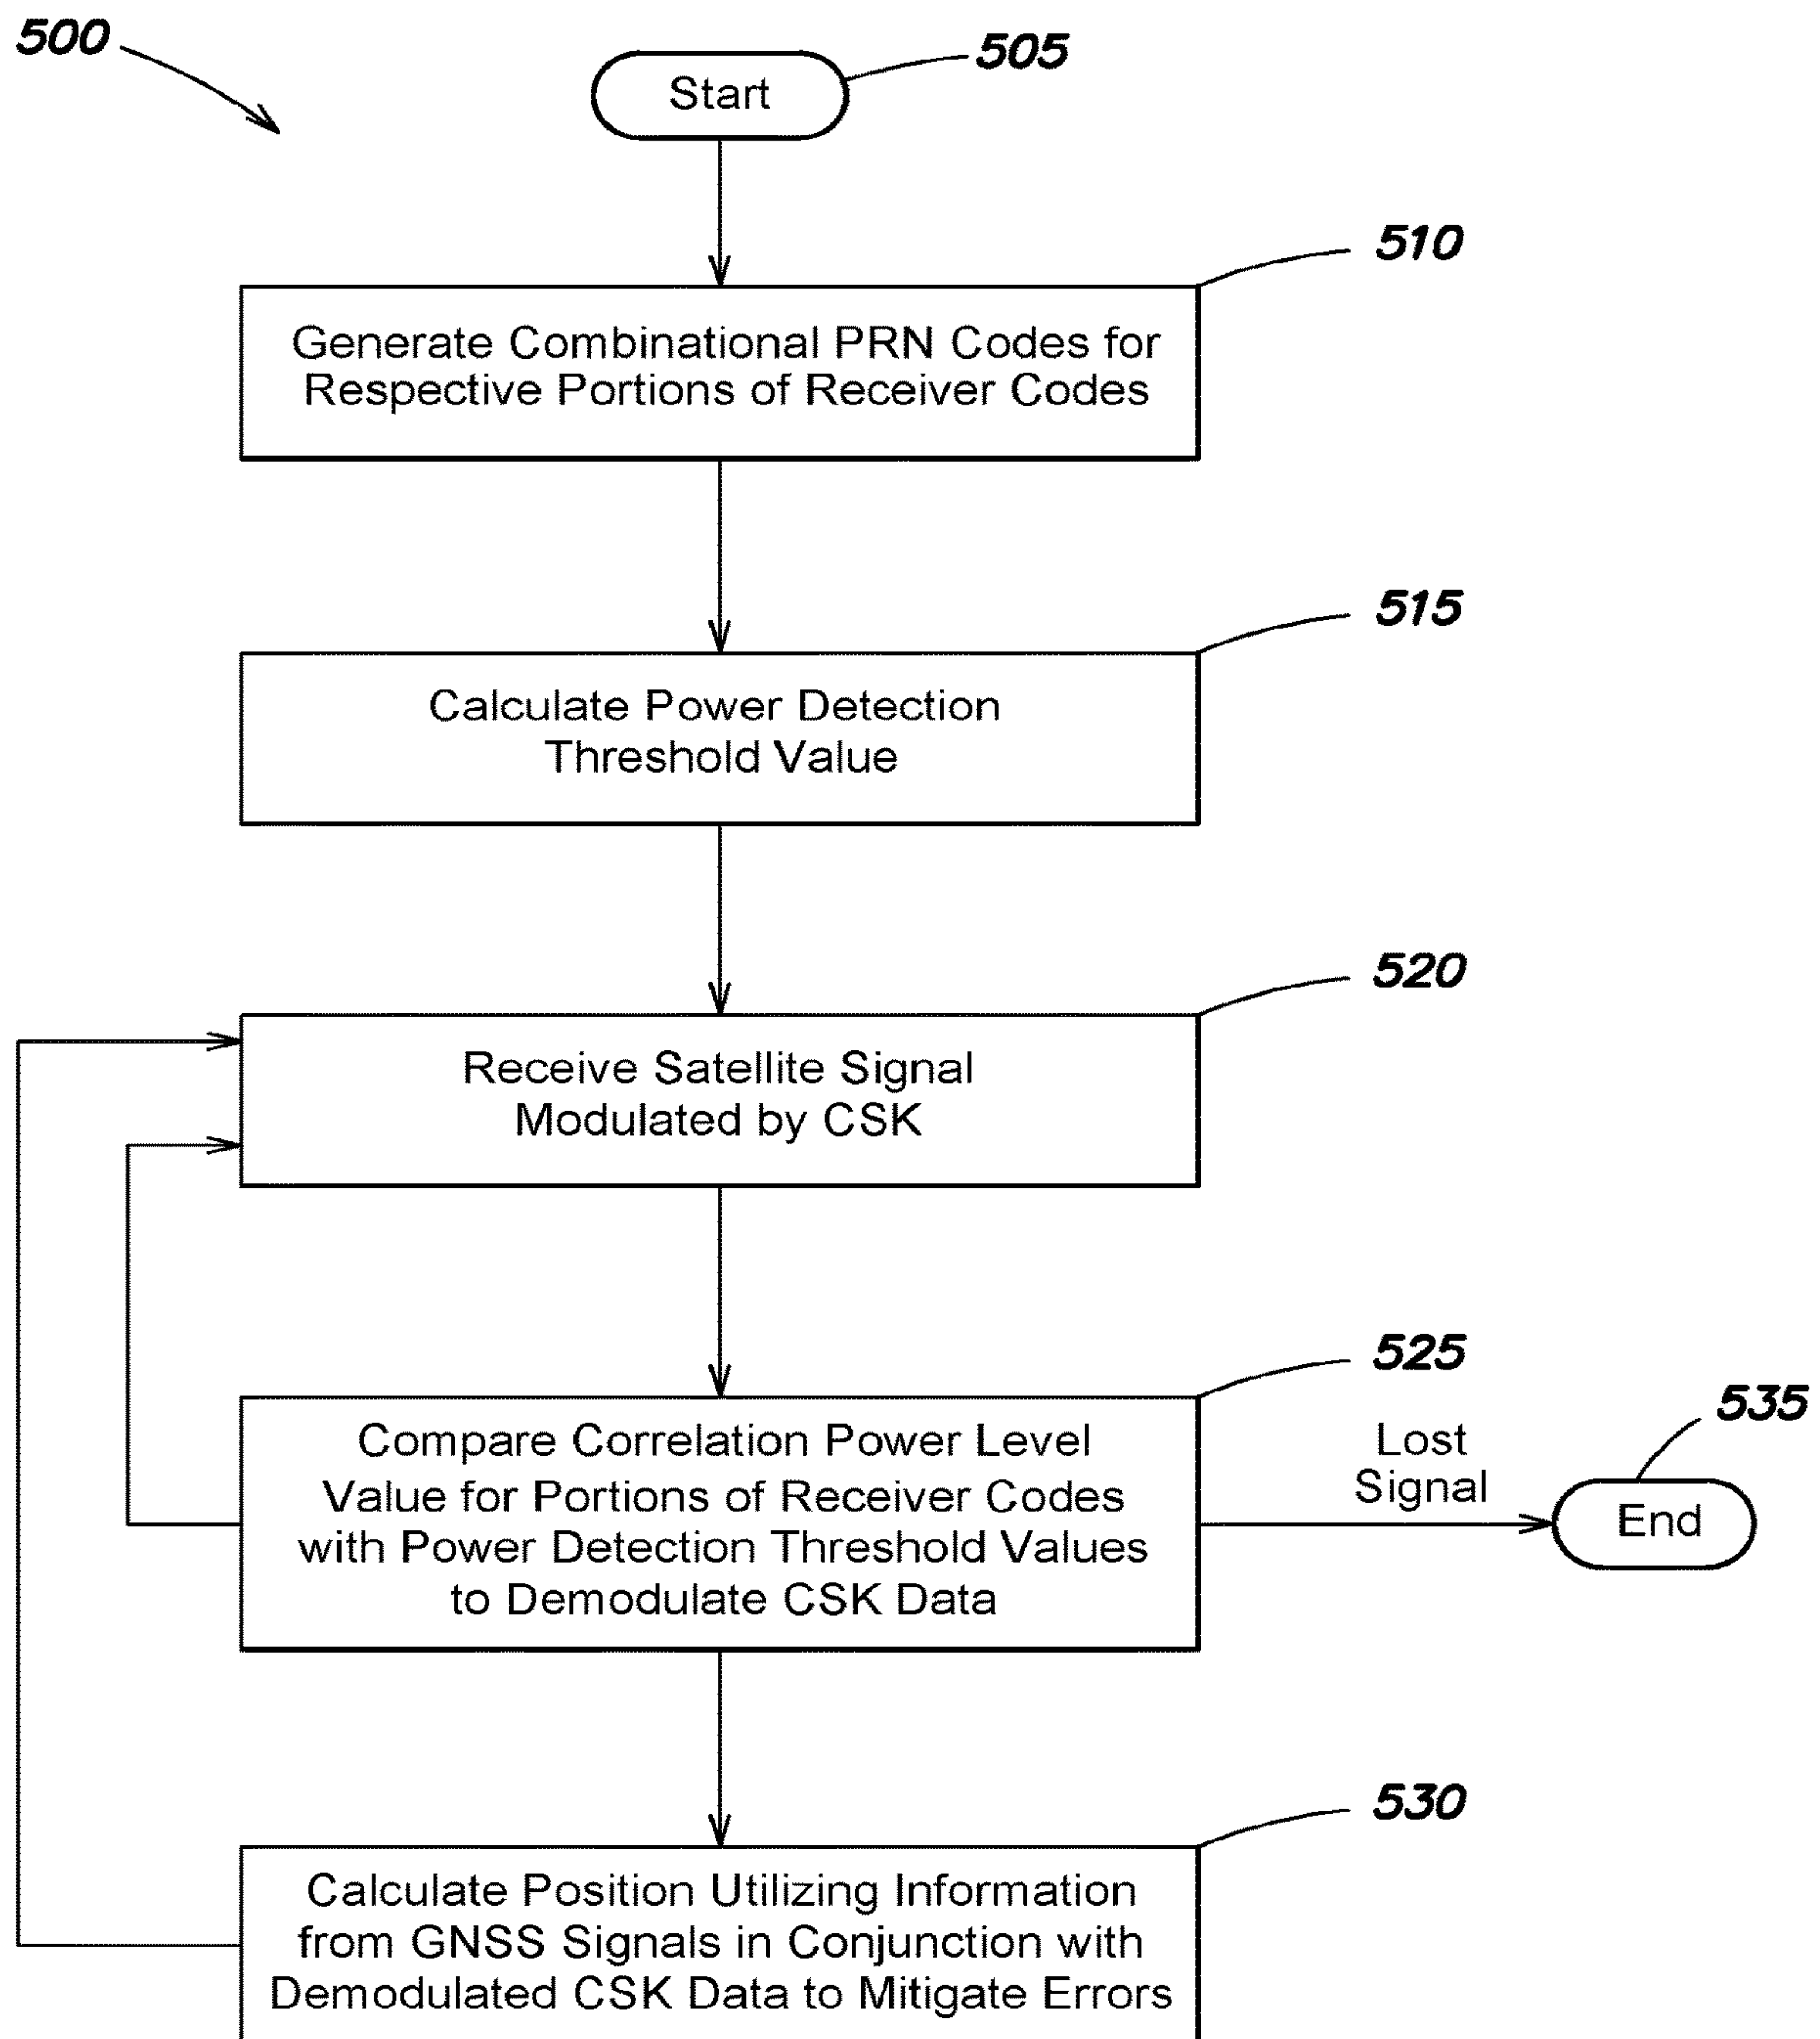 500
Start
505
510
Generate Combinational PRN Codes for
Respective Portions of Receiver Codes
515
Calculate Power Detection
Threshold Value
520
Receive Satellite Signal
Modulated by CSK
525
Compare Correlation Power Level
Value for Portions of Receiver Codes
with Power Detection Threshold Values
to Demodulate CSK Data
Lost
Signal
535
End
530
Calculate Position Utilizing Information
from GNSS Signals in Conjunction with
Demodulated CSK Data to Mitigate Errors